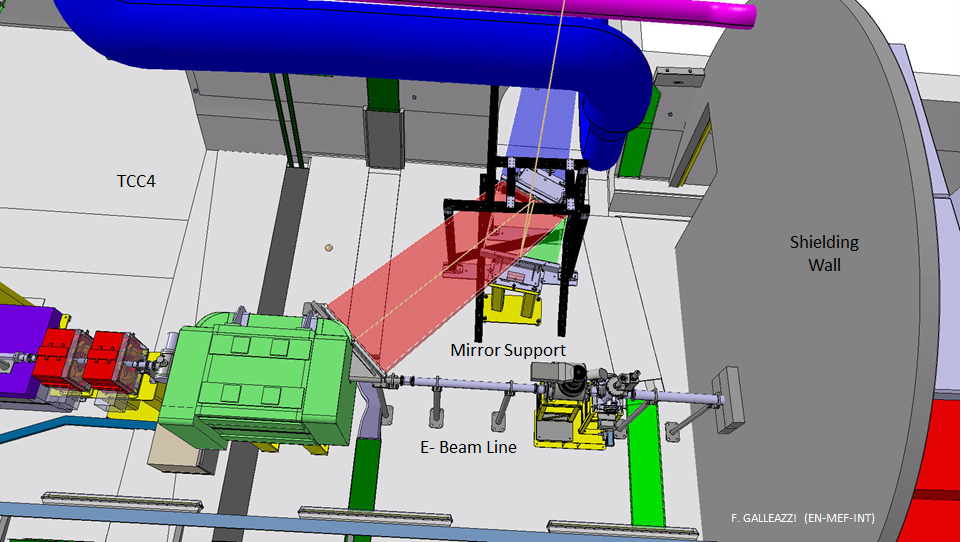 TCC4
Shielding
Wall
Mirror Support
E- Beam Line
F. GALLEAZZI (EN-MEF-INT)